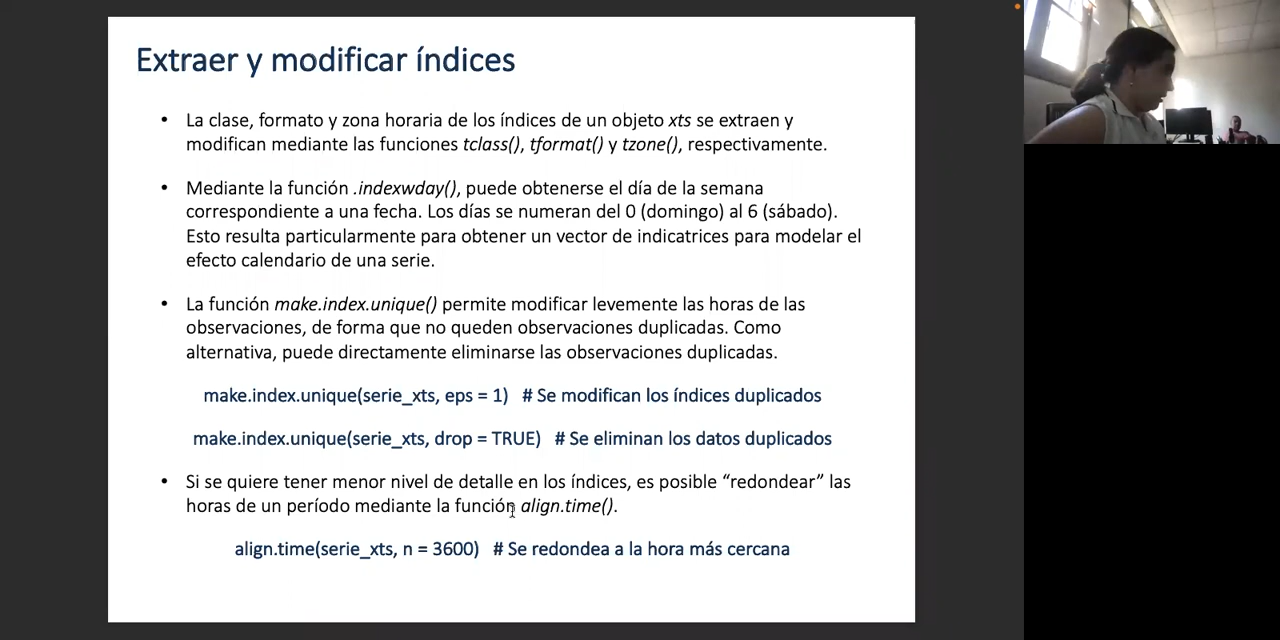 Extraer y modificar índices
• La clase, formato y zona horaria de los índices de un objeto xts se extraen y
modifican mediante las funciones tclass(), tformat() y tzone(), respectivamente.
• Mediante la función .indexwday(), puede obtenerse el día de la semana
correspondiente a una fecha. Los días se numeran del 0 (domingo) al 6 (sábado).
Esto resulta particularmente para obtener un vector de indicatrices para modelar el
efecto calendario de una serie.
• La función make.index.unique() permite modificar levemente las horas de las
observaciones, de forma que no queden observaciones duplicadas. Como
alternativa, puede directamente eliminarse las observaciones duplicadas.
make.index.unique(serie_xts, eps = 1) # Se modifican los índices duplicados
make.index.unique(serie_xts, drop = TRUE) # Se eliminan los datos duplicados
• Si se quiere tener menor nivel de detalle en los índices, es posible “redondear” las
horas de un período mediante la función align.time().
align.time(serie_xts, n = 3600) # Se redondea a la hora más cercana